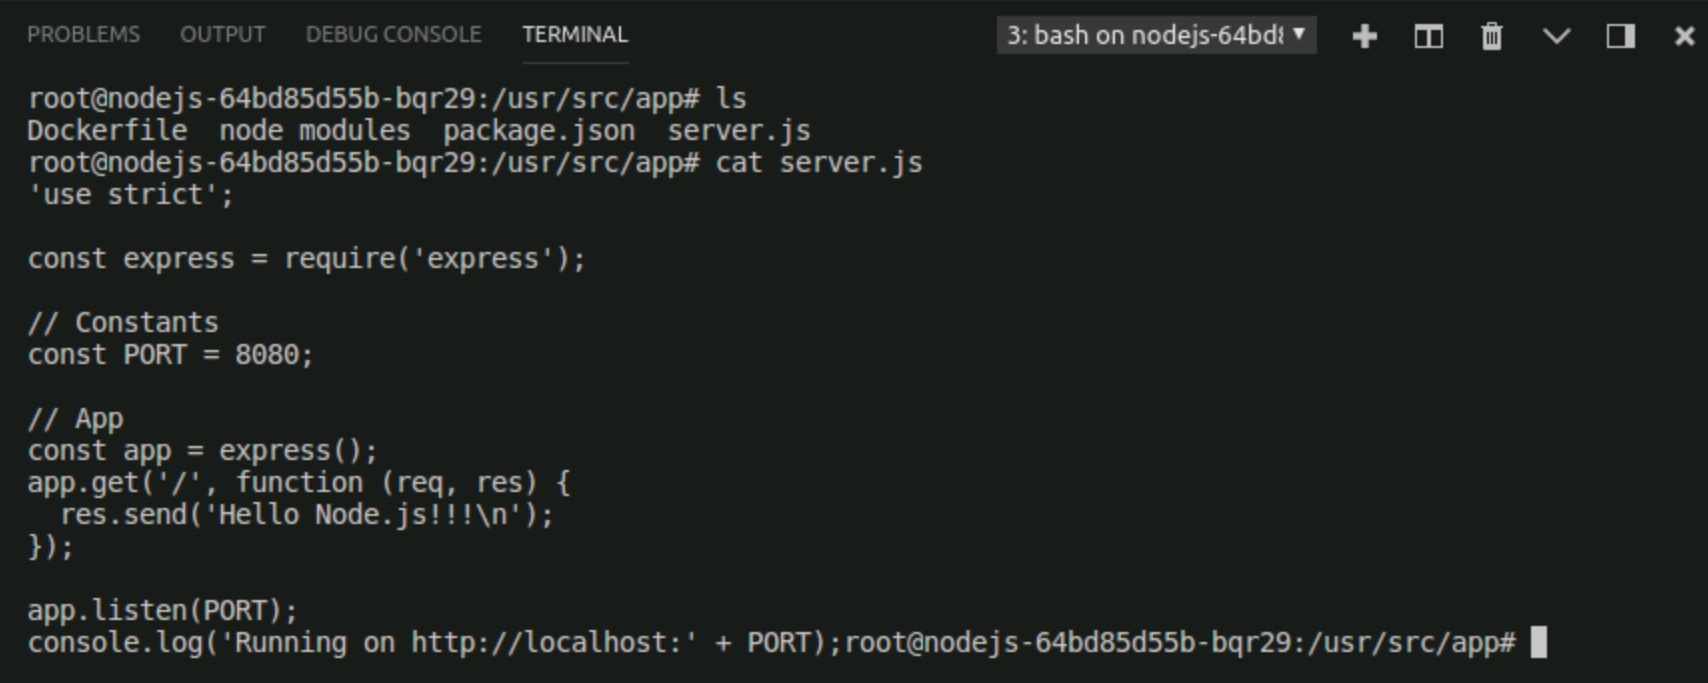 PROBLEMS OUTPUT DEBUG CONSOLE TERMINAL 3: bash on nodejs-64bd8
root@nodejs-64bd85d55b-bqr29:/usr/src/app# ls
Dockerfile  node modules  package.json  server.js
root@nodejs-64bd85d55b-bqr29:/usr/src/app# cat server.js
'use strict';

const express = require('express');

// Constants
const PORT = 8080;

// App
const app = express();
app.get('/', function (req, res) {
  res.send('Hello Node.js!!!\n');
});

app.listen(PORT);
console.log('Running on http://localhost:' + PORT);root@nodejs-64bd85d55b-bqr29:/usr/src/app#